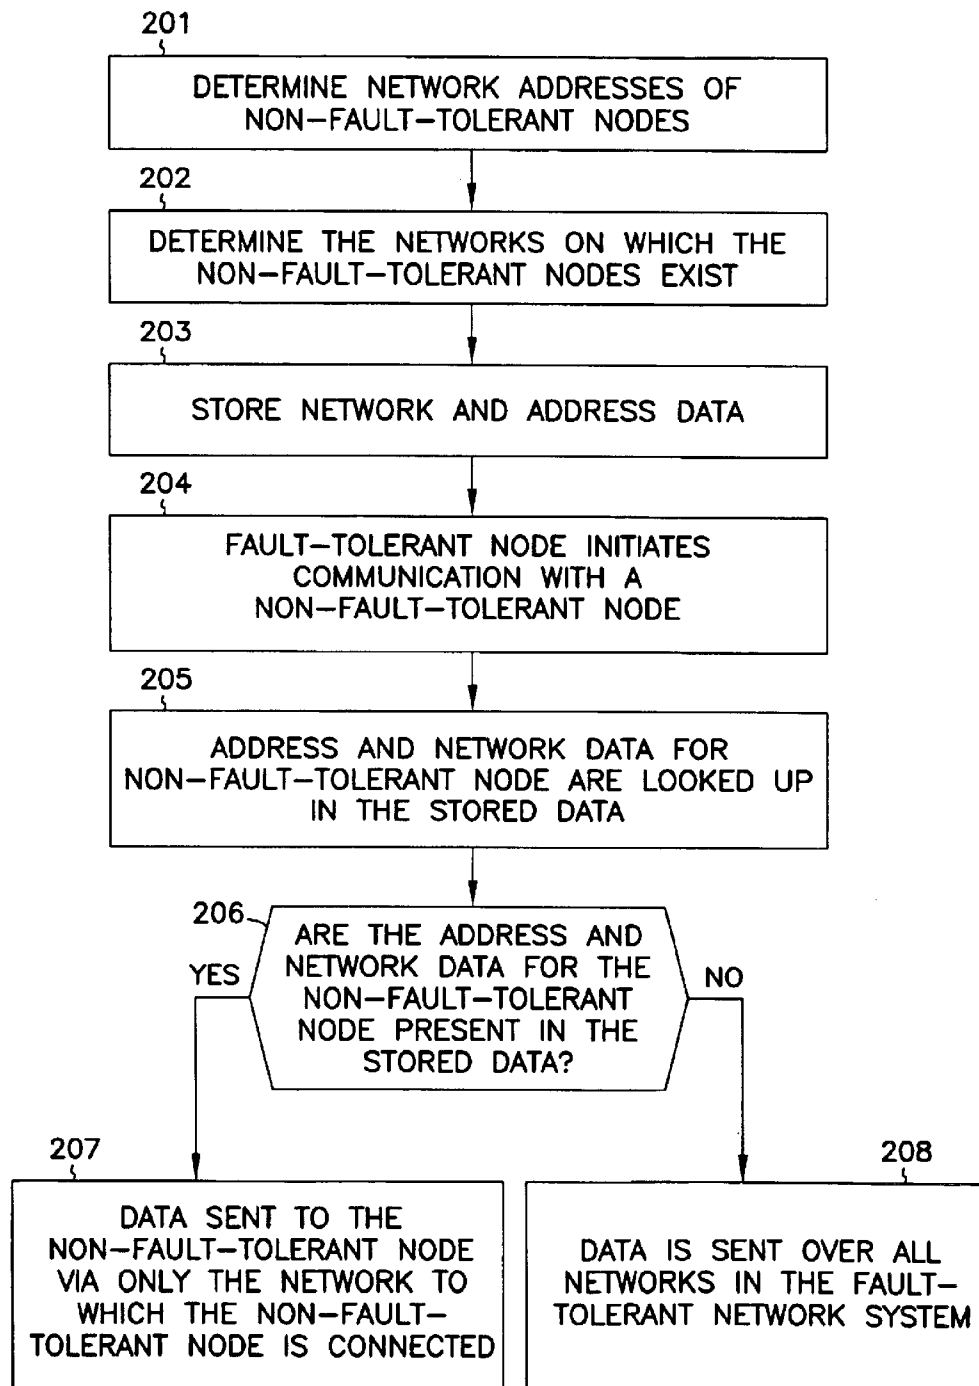 201
DETERMINE NETWORK ADDRESSES OF
NON-FAULT-TOLERANT NODES
202
DETERMINE THE NETWORKS ON WHICH THE
NON-FAULT-TOLERANT NODES EXIST
203
STORE NETWORK AND ADDRESS DATA
204
FAULT-TOLERANT NODE INITIATES
COMMUNICATION WITH A
NON-FAULT-TOLERANT NODE
205
ADDRESS AND NETWORK DATA FOR
NON-FAULT-TOLERANT NODE ARE LOOKED UP
IN THE STORED DATA
206
ARE THE ADDRESS AND
NETWORK DATA FOR THE
NON-FAULT-TOLERANT
NODE PRESENT IN THE
STORED DATA?
YES
NO
207
DATA SENT TO THE
NON-FAULT-TOLERANT NODE
VIA ONLY THE NETWORK TO
WHICH THE NON-FAULT-
TOLERANT NODE IS CONNECTED
208
DATA IS SENT OVER ALL
NETWORKS IN THE FAULT-
TOLERANT NETWORK SYSTEM